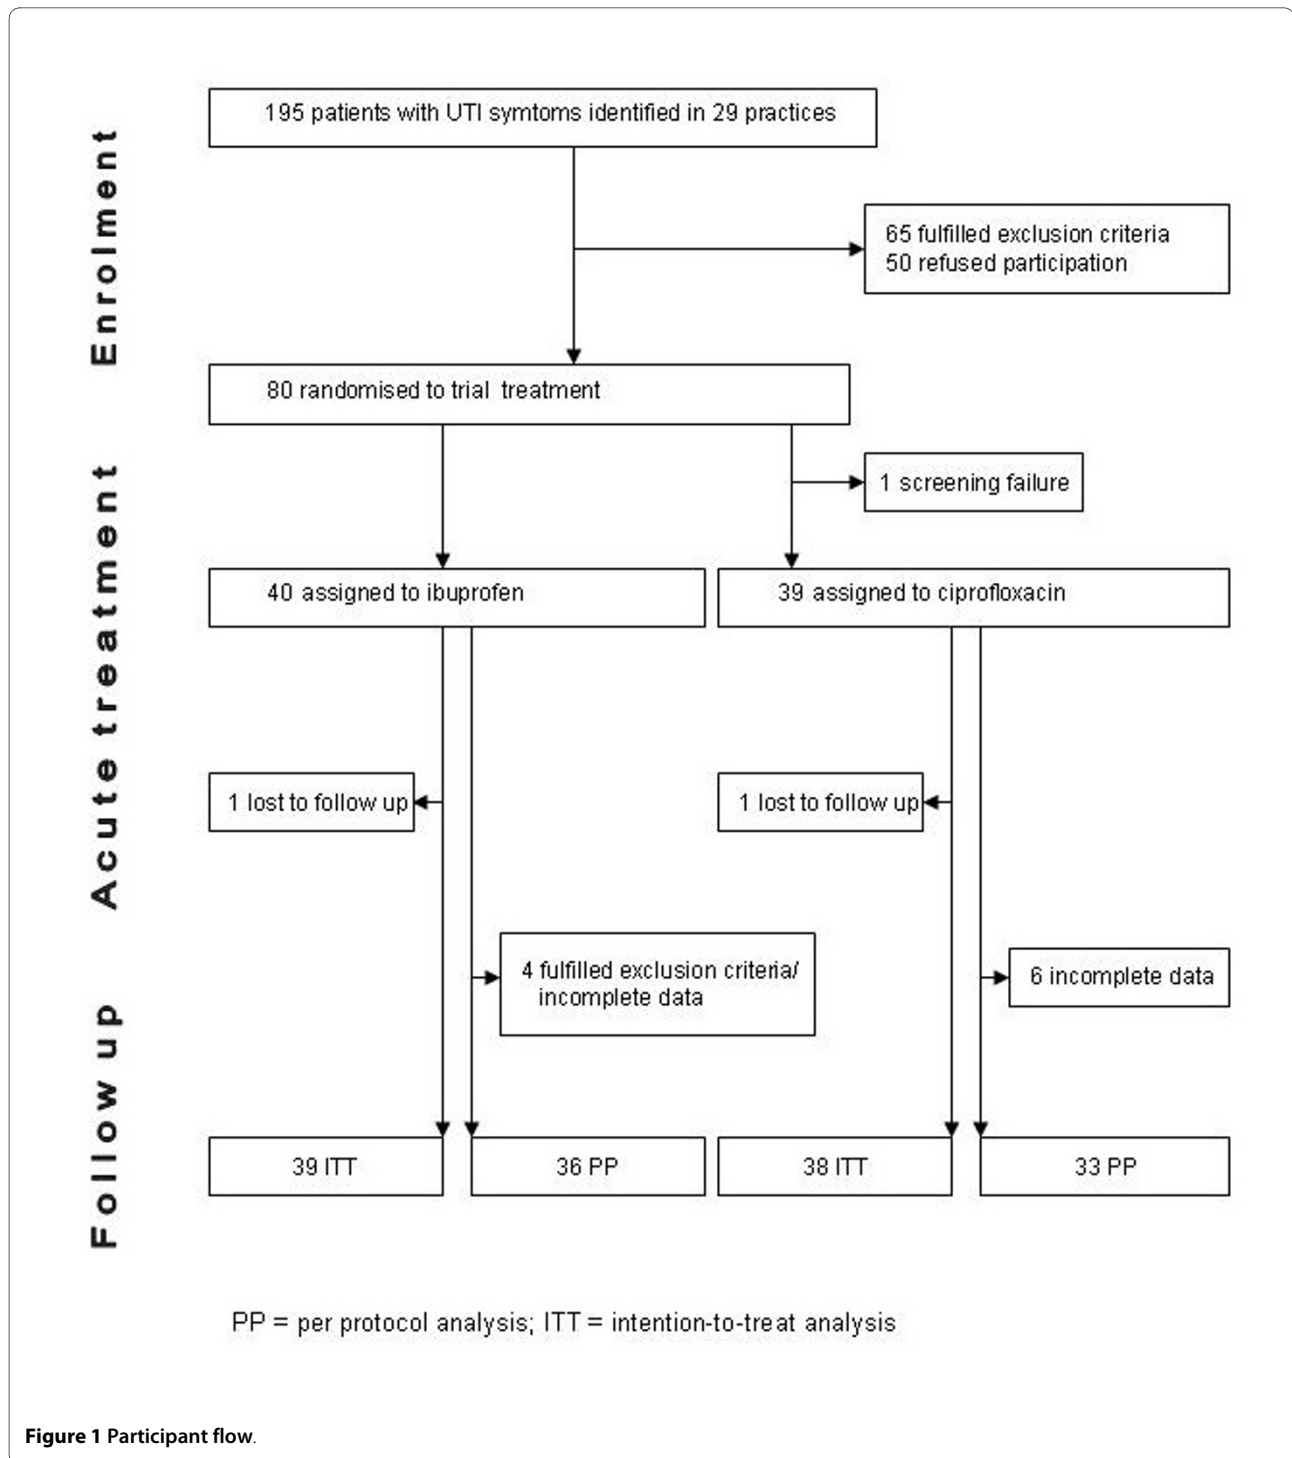 Enrolment
195 patients with UTI symtoms identified in 29 practices
65 fulfilled exclusion criteria
50 refused participation
80 randomised to trial treatment
Acute treatment
1 screening failure
40 assigned to ibuprofen
39 assigned to ciprofloxacin
1 lost to follow up
1 lost to follow up
Follow up
4 fulfilled exclusion criteria/
incomplete data
6 incomplete data
39 ITT
36 PP
38 ITT
33 PP
PP = per protocol analysis; ITT = intention-to-treat analysis
Figure 1 Participant flow.